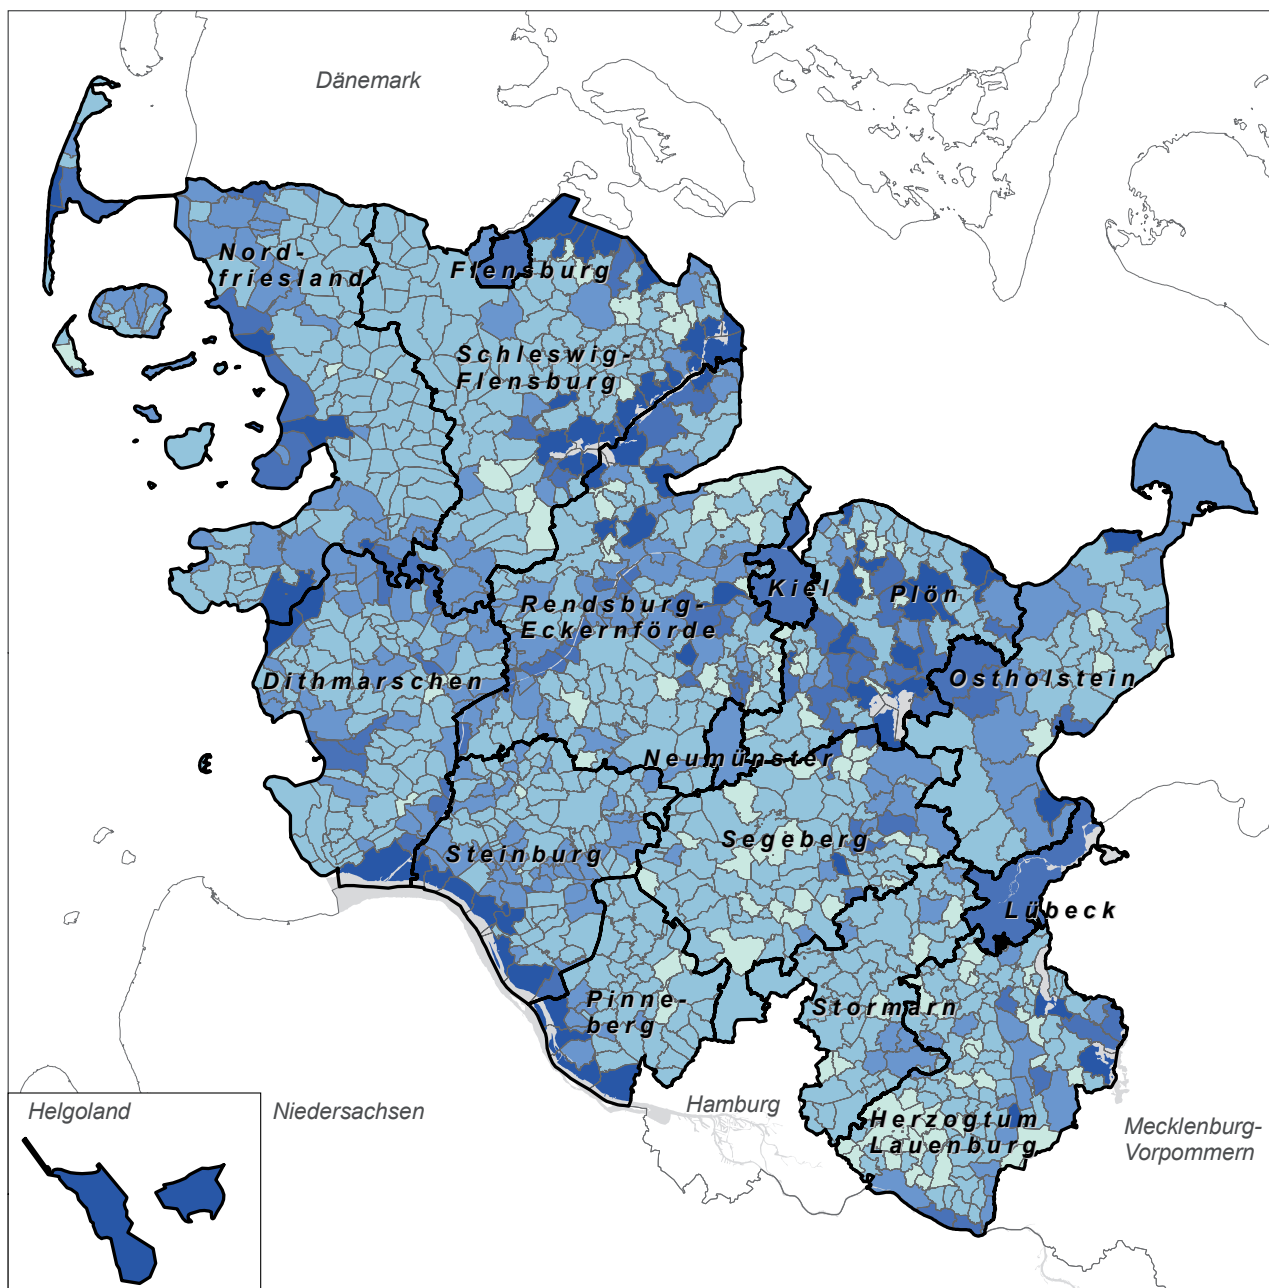 Dänemark
Nord-
friesland
Flensburg
Schleswig-
Flensburg
Kiel
Plön
Rendsburg-
Eckernförde
Ostholstein
Dithmarschen
Neumünster
Segeberg
Steinburg
Lübeck
Pinne-
berg
Stormarn
Helgoland
Niedersachsen
Hamburg
Herzogtum
Lauenburg
Mecklenburg-
Vorpommern